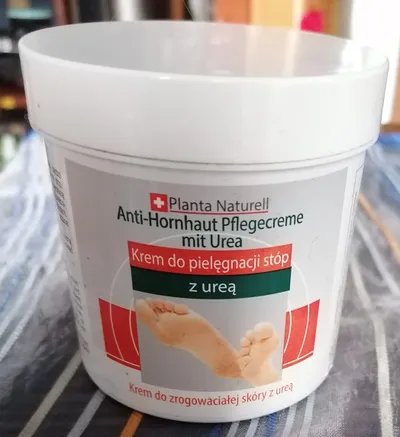 Planta Naturell
Anti-Hornhaut Pflegecreme
mit Urea
Krem do pielęgnacji stóp
z ureą
Krem do zrogowaciałej skóry z ureą